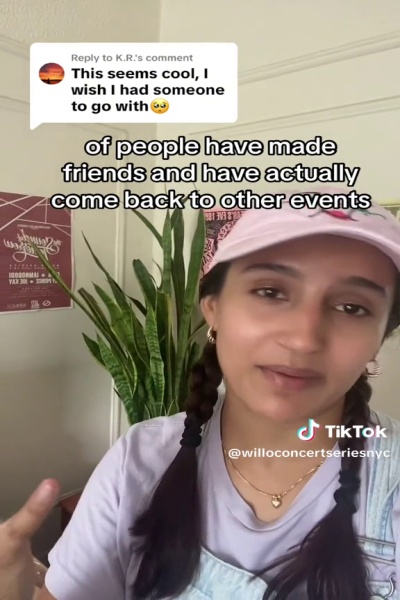 Reply to K.R.'s comment
This seems cool, I
wish I had someone
to go with🥺
of people have made
friends and have actually
come back to other events
TikTok
@willoconcertseriesnyc